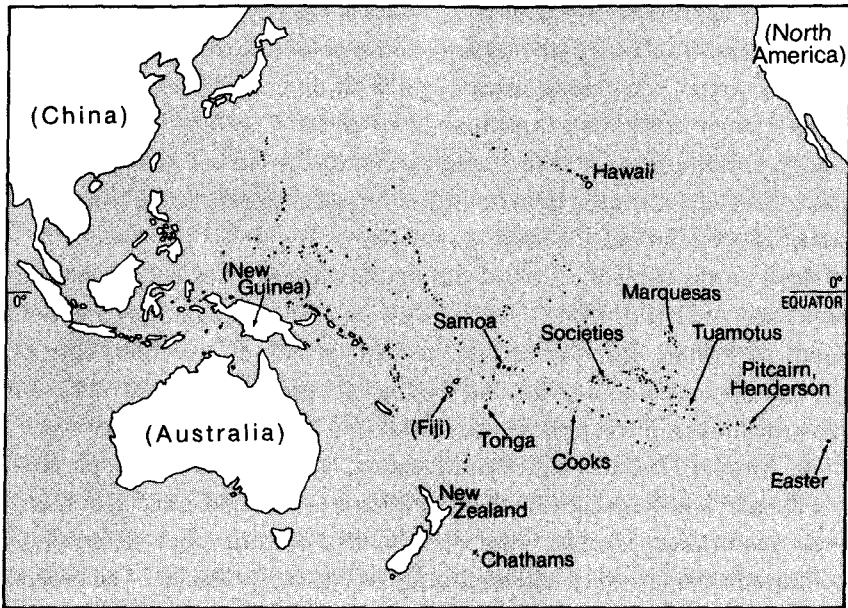 (North
America)
(China)
Hawaii
(New
Guinea)
0°
0°
EQUATOR
Marquesas
Samoa
Societies
Tuamotus
Pitcairn,
Henderson
(Australia)
(Fiji)
Tonga
Cooks
Easter
New
Zealand
Chathams